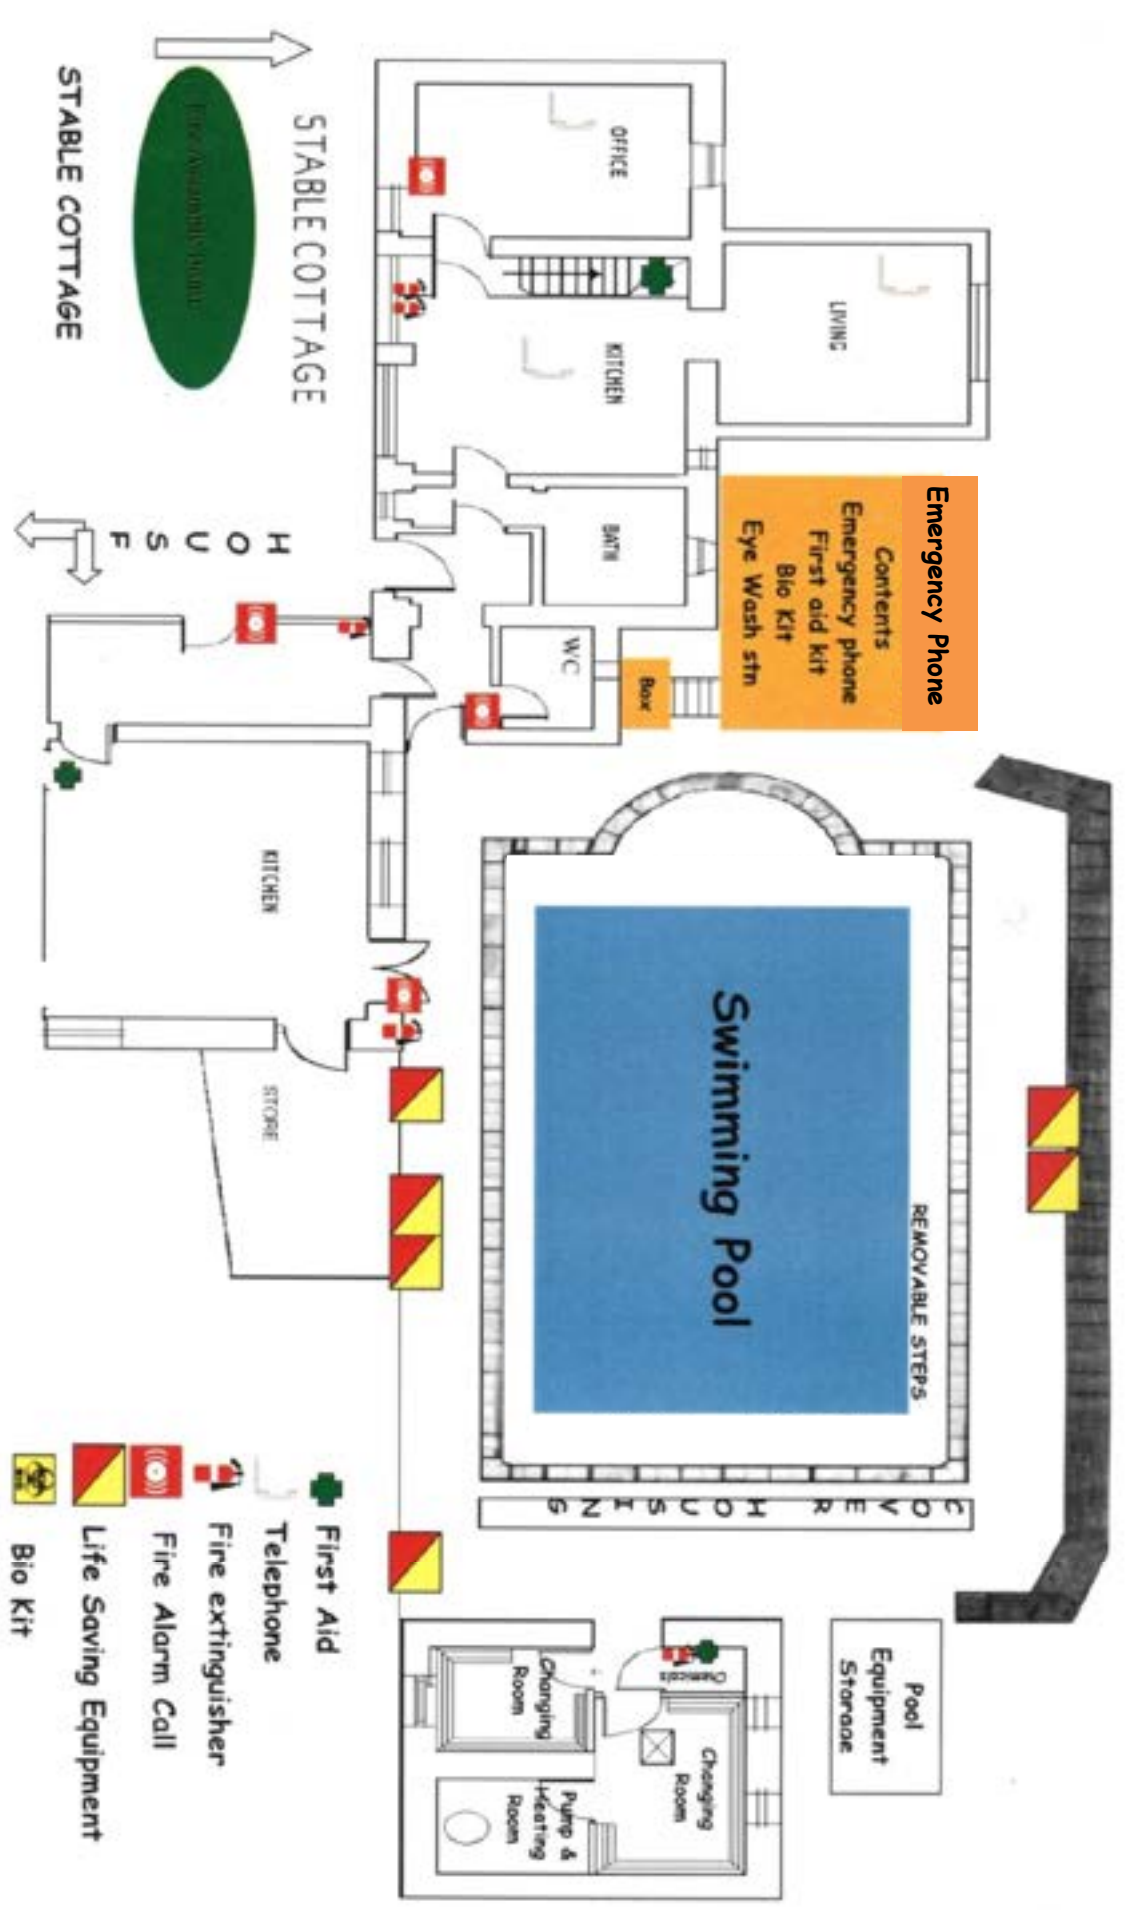 STABLE COTTAGE
STABLE COTTAGE
OFFICE
LIVING
KITCHEN
BATH
WC
Emergency Phone
Contents
Emergency phone
First aid kit
Bio Kit
Eye Wash stn
Box
HOUSE
KITCHEN
STORE
Swimming Pool
REMOVABLE STEPS
COVER HOUSING
Pool
Equipment
Storage
Chemicals
Changing
Room
Changing
Room
Pump &
Heating
Room
First Aid
Telephone
Fire extinguisher
Fire Alarm Call
Life Saving Equipment
Bio Kit